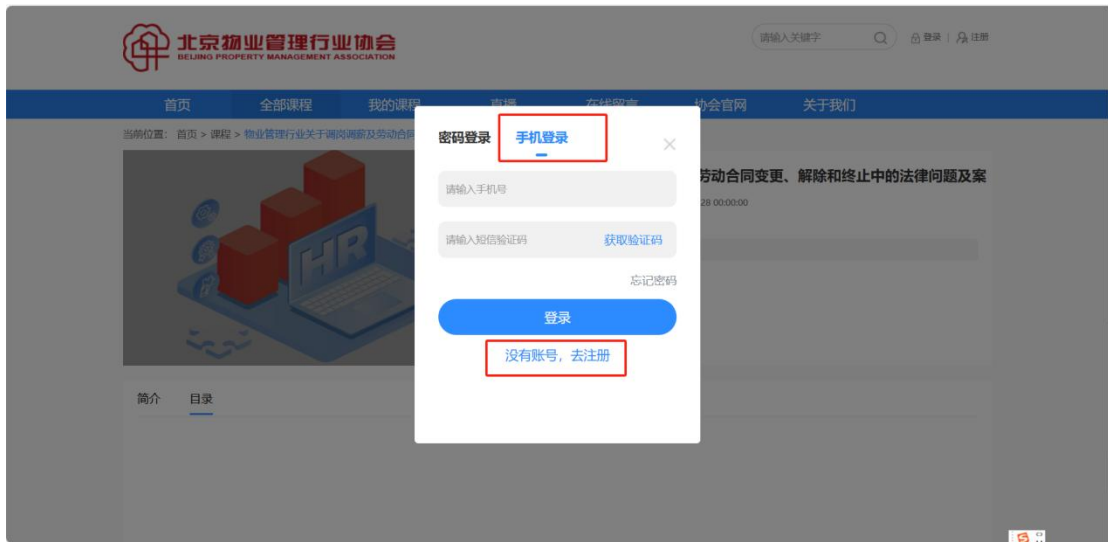 北京物业管理行业协会
BEIJING PROPERTY MANAGEMENT ASSOCIATION
请输入关键字
登录 | 注册
首页 全部课程 我的课程 直播 在线留言 协会官网 关于我们
当前位置: 首页 > 课程 > 物业管理行业关于调岗调薪及劳动合同
密码登录 手机登录
劳动合同变更、解除和终止中的法律问题及案
28 00:00:00
请输入手机号
请输入短信验证码 获取验证码
HR
忘记密码
登录
没有账号，去注册
简介 目录